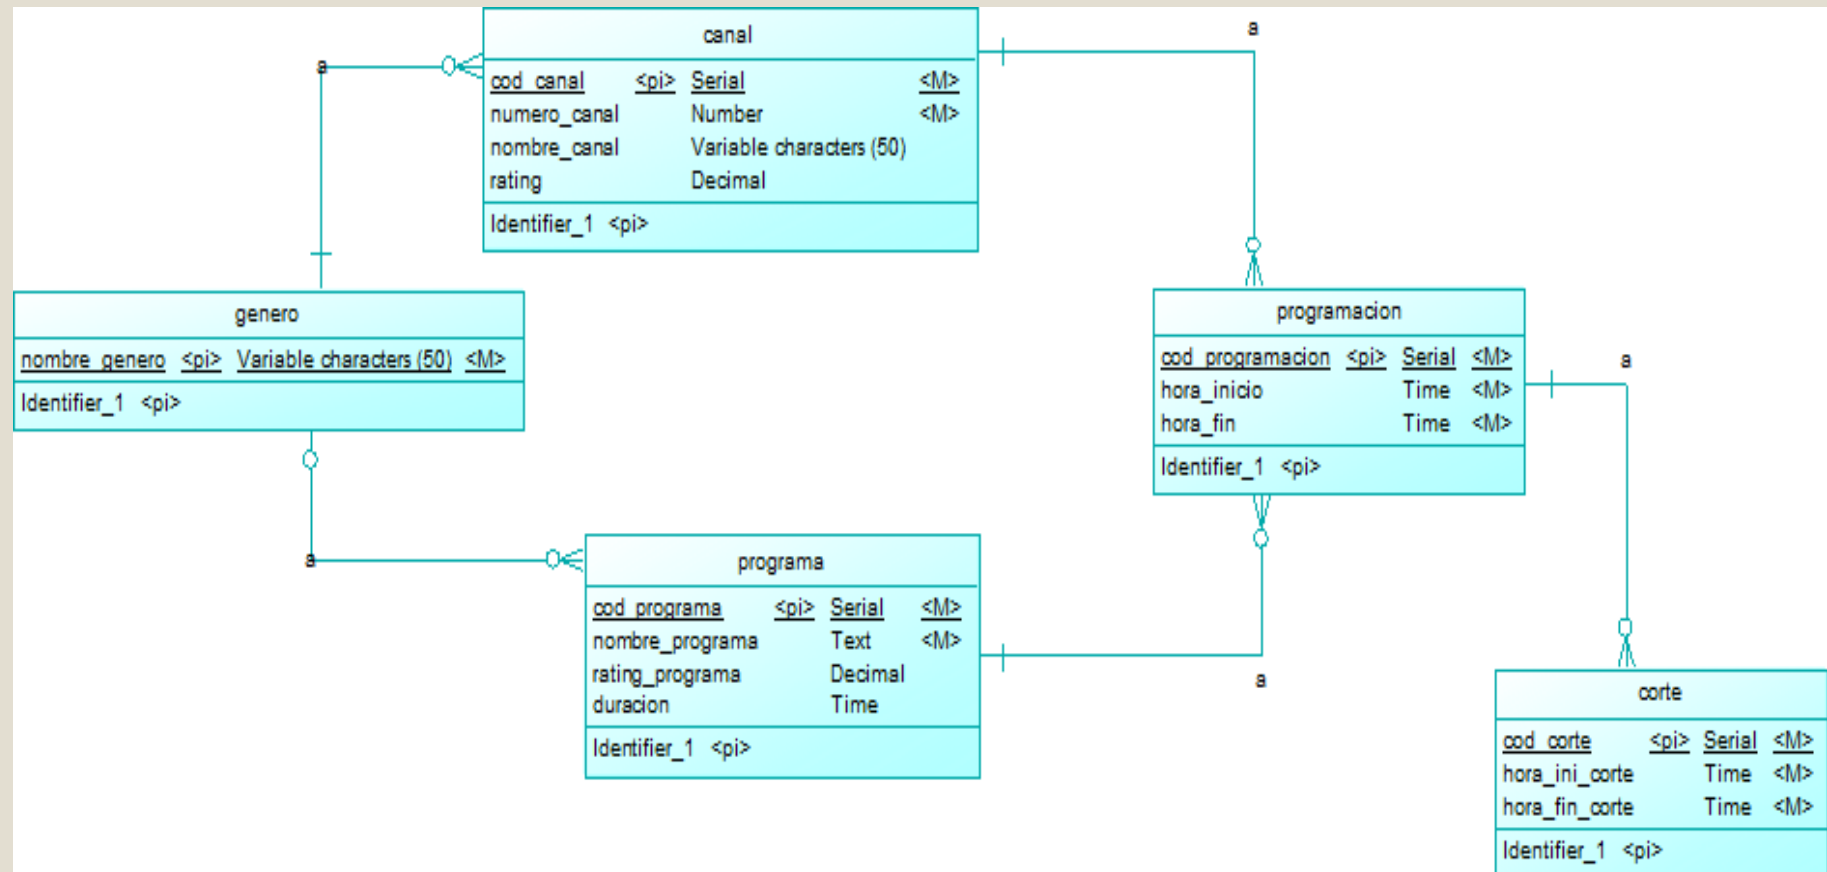 canal
cod_canal <pi> Serial <M>
numero_canal Number <M>
nombre_canal Variable characters (50)
rating Decimal
Identifier_1 <pi>
a
a
genero
nombre_genero <pi> Variable characters (50) <M>
Identifier_1 <pi>
programacion
cod_programacion <pi> Serial <M>
hora_inicio Time <M>
hora_fin Time <M>
Identifier_1 <pi>
a
a
programa
cod_programa <pi> Serial <M>
nombre_programa Text <M>
rating_programa Decimal
duracion Time
Identifier_1 <pi>
a
corte
cod_corte <pi> Serial <M>
hora_ini_corte Time <M>
hora_fin_corte Time <M>
Identifier_1 <pi>